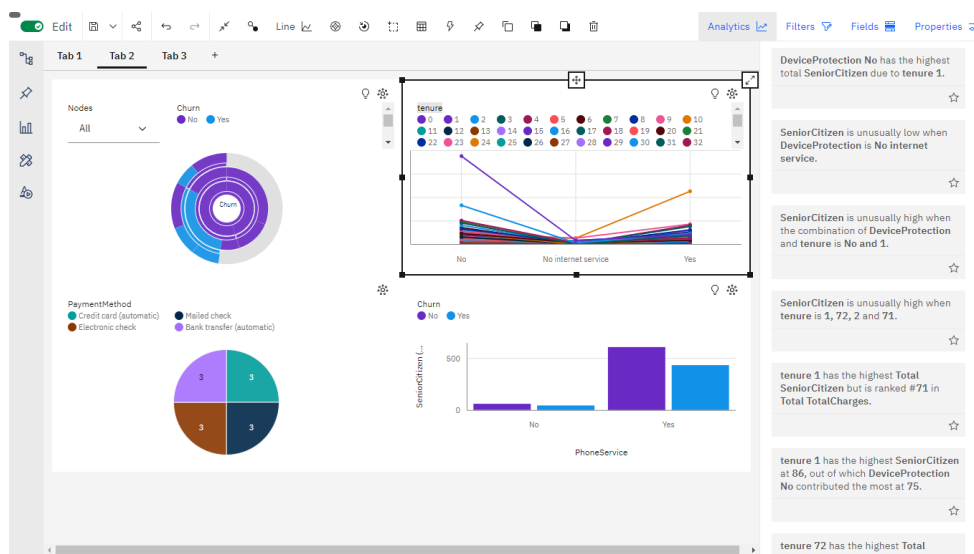 Edit
Line
Analytics
Filters
Fields
Properties
Tab 1
Tab 2
Tab 3
+
Nodes
All
Churn
No Yes
Churn
tenure
0 1 2 3 4 5 6 7 8 9 10
11 12 13 14 15 16 17 18 19 20 21
22 23 24 25 26 27 28 29 30 31 32
No
No internet service
Yes
PaymentMethod
Credit card (automatic) Mailed check
Electronic check Bank transfer (automatic)
3
3
3
3
Churn
No Yes
SeniorCitizen (...
500
0
No
Yes
PhoneService
DeviceProtection No has the highest
total SeniorCitizen due to tenure 1.
SeniorCitizen is unusually low when
DeviceProtection is No internet
service.
SeniorCitizen is unusually high when
the combination of DeviceProtection
and tenure is No and 1.
SeniorCitizen is unusually high when
tenure is 1, 72, 2 and 71.
tenure 1 has the highest Total
SeniorCitizen but is ranked #71 in
Total TotalCharges.
tenure 1 has the highest SeniorCitizen
at 86, out of which DeviceProtection
No contributed the most at 75.
tenure 72 has the highest Total